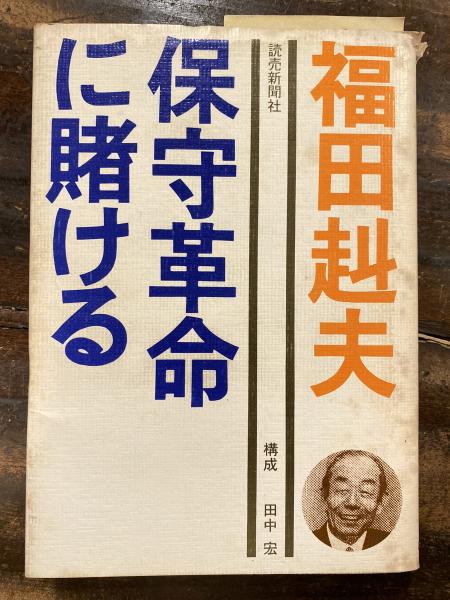 福田赳夫
読売新聞社
構成 田中 宏
保守革命
に賭ける